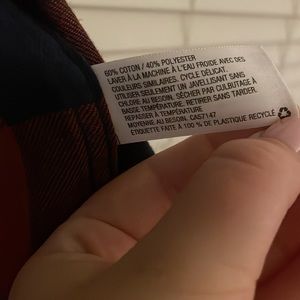 60% COTON / 40% POLYESTER
LAVER À LA MACHINE À L'EAU FROIDE AVEC DES
COULEURS SIMILAIRES. CYCLE DÉLICAT.
UTILISER SEULEMENT UN JAVELLISANT SANS
CHLORE AU BESOIN. SÉCHER PAR CULBUTAGE À
BASSE TEMPÉRATURE. RETIRER SANS TARDER.
REPASSER À TEMPÉRATURE
MOYENNE AU BESOIN. CA57147
ÉTIQUETTE FAITE À 100 % DE PLASTIQUE RECYCLÉ